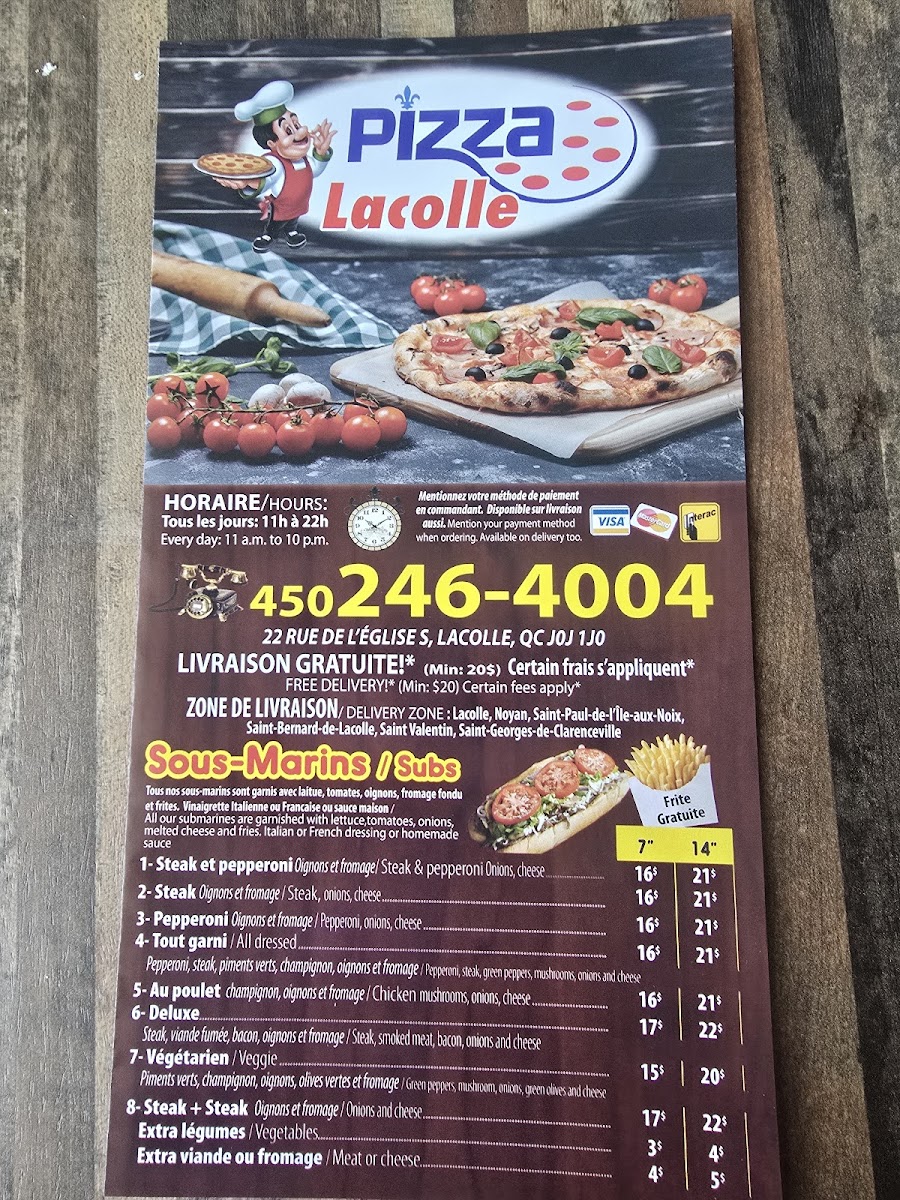 Pizza
Lacolle
HORAIRE/HOURS:
Tous les jours: 11h à 22h
Every day: 11 a.m. to 10 p.m.
Mentionnez votre méthode de paiement
en commandant. Disponible sur livraison
aussi. Mention your payment method
when ordering. Available on delivery too.
VISA
MasterCard
Interac
450 246-4004
22 RUE DE L'ÉGLISE S, LACOLLE, QC J0J 1J0
LIVRAISON GRATUITE!* (Min: 20$) Certain frais s'appliquent*
FREE DELIVERY!* (Min: $20) Certain fees apply*
ZONE DE LIVRAISON/ DELIVERY ZONE : Lacolle, Noyan, Saint-Paul-de-l'Île-aux-Noix,
Saint-Bernard-de-Lacolle, Saint Valentin, Saint-Georges-de-Clarenceville
Sous-Marins / Subs
Tous nos sous-marins sont garnis avec laitue, tomates, oignons, fromage fondu
et frites. Vinaigrette Italienne ou Francaise ou sauce maison /
All our submarines are garnished with lettuce,tomatoes, onions,
melted cheese and fries. Italian or French dressing or homemade
sauce
Frite
Gratuite
7" 14"
1- Steak et pepperoni Oignons et fromage/ Steak & pepperoni Onions, cheese 16$ 21$
2- Steak Oignons et fromage / Steak, onions, cheese 16$ 21$
3- Pepperoni Oignons et fromage / Pepperoni, onions, cheese 16$ 21$
4- Tout garni / All dressed 16$ 21$
Pepperoni, steak, piments verts, champignon, oignons et fromage / Pepperoni, steak, green peppers, mushrooms, onions and cheese
5- Au poulet champignon, oignons et fromage / Chicken mushrooms, onions, cheese 16$ 21$
6- Deluxe 17$ 22$
Steak, viande fumée, bacon, oignons et fromage / Steak, smoked meat, bacon, onions and cheese
7- Végétarien / Veggie 15$ 20$
Piments verts, champignon, oignons, olives vertes et fromage / Green peppers, mushroom, onions, green olives and cheese
8- Steak + Steak Oignons et fromage / Onions and cheese 17$ 22$
Extra légumes / Vegetables 3$ 4$
Extra viande ou fromage / Meat or cheese 4$ 5$